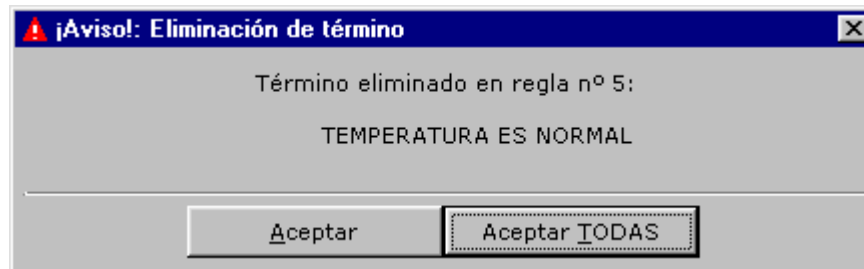 ¡Aviso!: Eliminación de término
Término eliminado en regla nº 5:
TEMPERATURA ES NORMAL
Aceptar
Aceptar TODAS